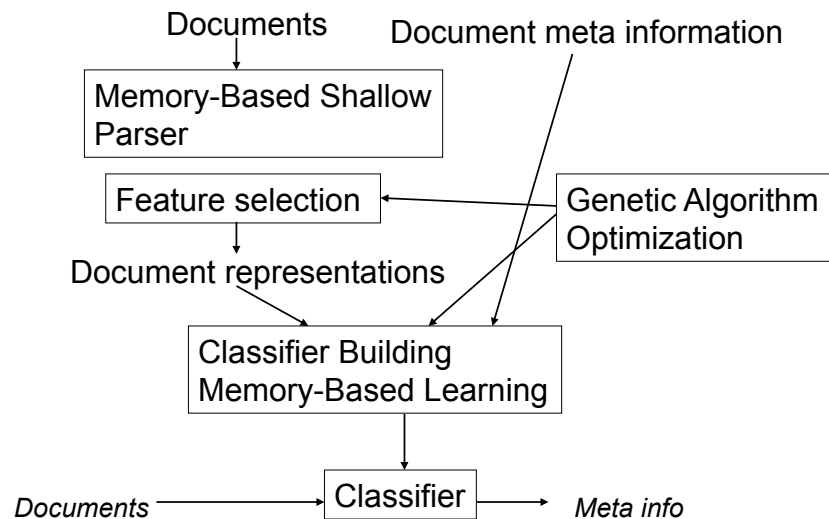 Documents
Document meta information
Memory-Based Shallow
Parser
Feature selection
Genetic Algorithm
Optimization
Document representations
Classifier Building
Memory-Based Learning
Documents
Classifier
Meta info